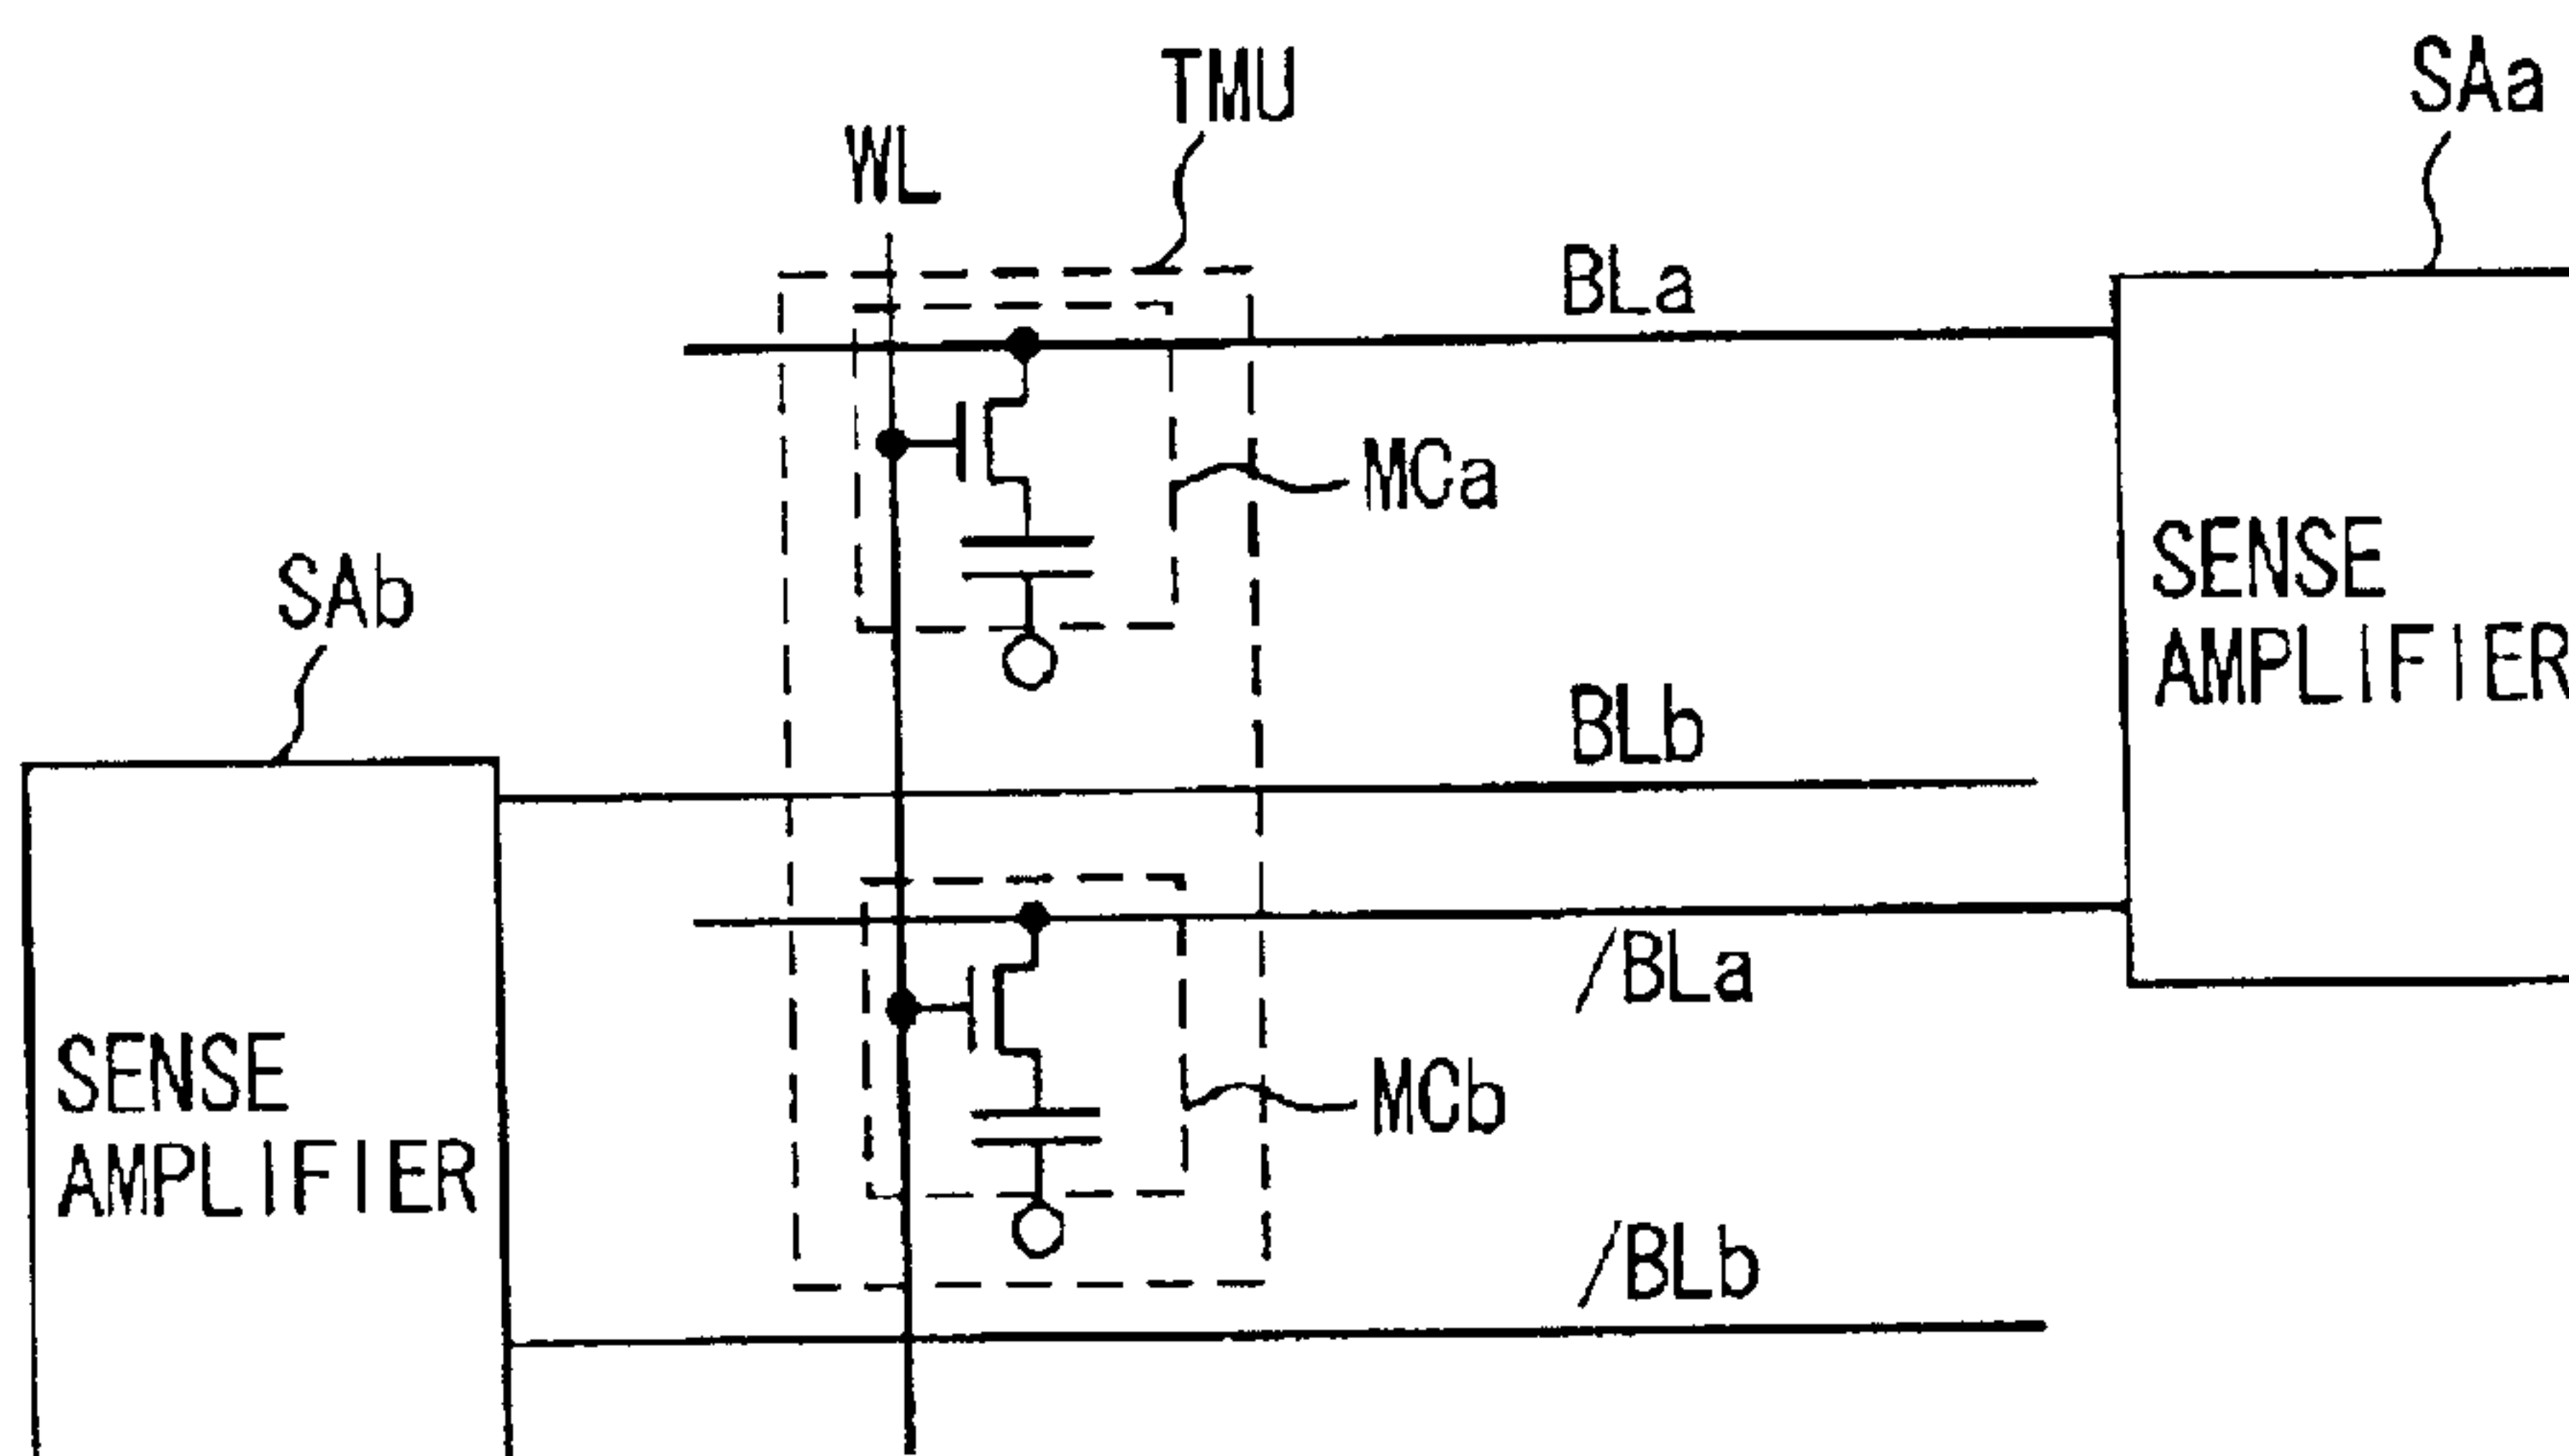 TMU
SAa
WL
BLa
MCa
SENSE
AMPLIFIER
SAb
BLb
/BLa
SENSE
AMPLIFIER
MCb
/BLb